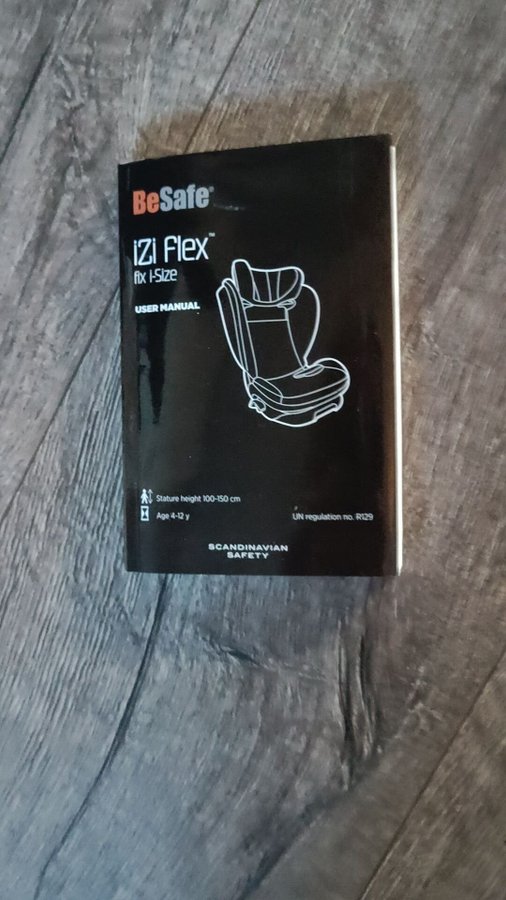 BeSafe®
iZi Flex™
fix i-Size
USER MANUAL
Stature height 100-150 cm
Age 4-12 y
UN regulation no. R129
SCANDINAVIAN
SAFETY